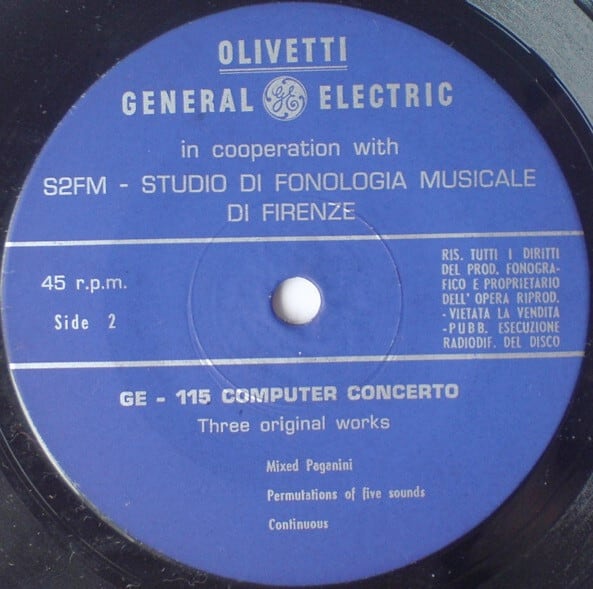 OLIVETTI
GENERAL GE ELECTRIC
in cooperation with
S2FM - STUDIO DI FONOLOGIA MUSICALE
DI FIRENZE
45 r.p.m.
Side 2
RIS. TUTTI I DIRITTI
DEL PROD. FONOGRA-
FICO E PROPRIETARIO
DELL' OPERA RIPROD.
- VIETATA LA VENDITA
- PUBB. ESECUZIONE
RADIODIF. DEL DISCO
GE - 115 COMPUTER CONCERTO
Three original works
Mixed Paganini
Permutations of five sounds
Continuous